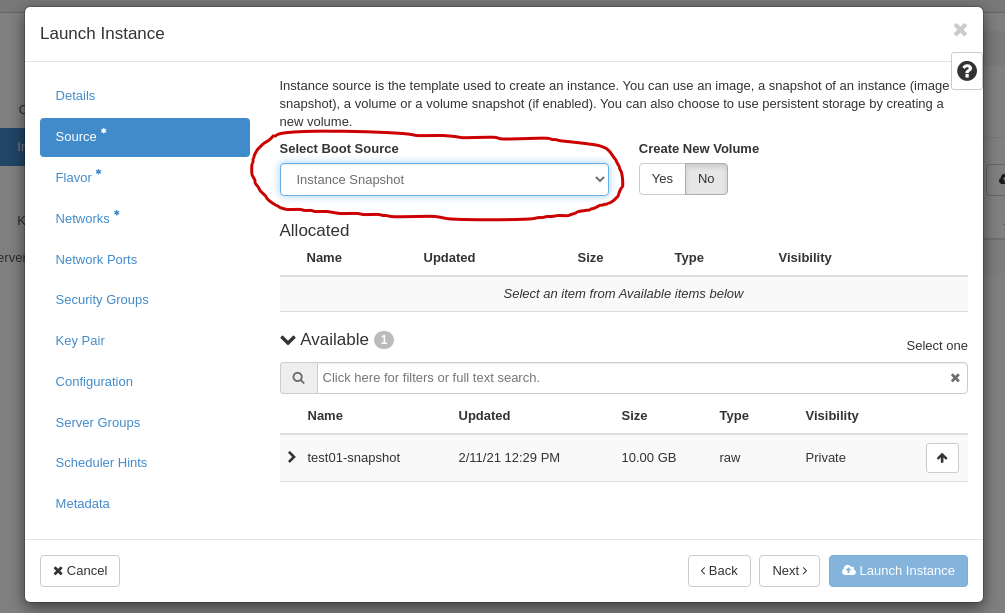 Launch Instance
Details
Source *
Flavor *
Networks *
Network Ports
Security Groups
Key Pair
Configuration
Server Groups
Scheduler Hints
Metadata
Instance source is the template used to create an instance. You can use an image, a snapshot of an instance (image
snapshot), a volume or a volume snapshot (if enabled). You can also choose to use persistent storage by creating a
new volume.
Select Boot Source
Create New Volume
Instance Snapshot
Yes No
Allocated
Name Updated Size Type Visibility
Select an item from Available items below
Available 1
Select one
Click here for filters or full text search.
Name Updated Size Type Visibility
test01-snapshot 2/11/21 12:29 PM 10.00 GB raw Private
Cancel
‹ Back
Next ›
Launch Instance